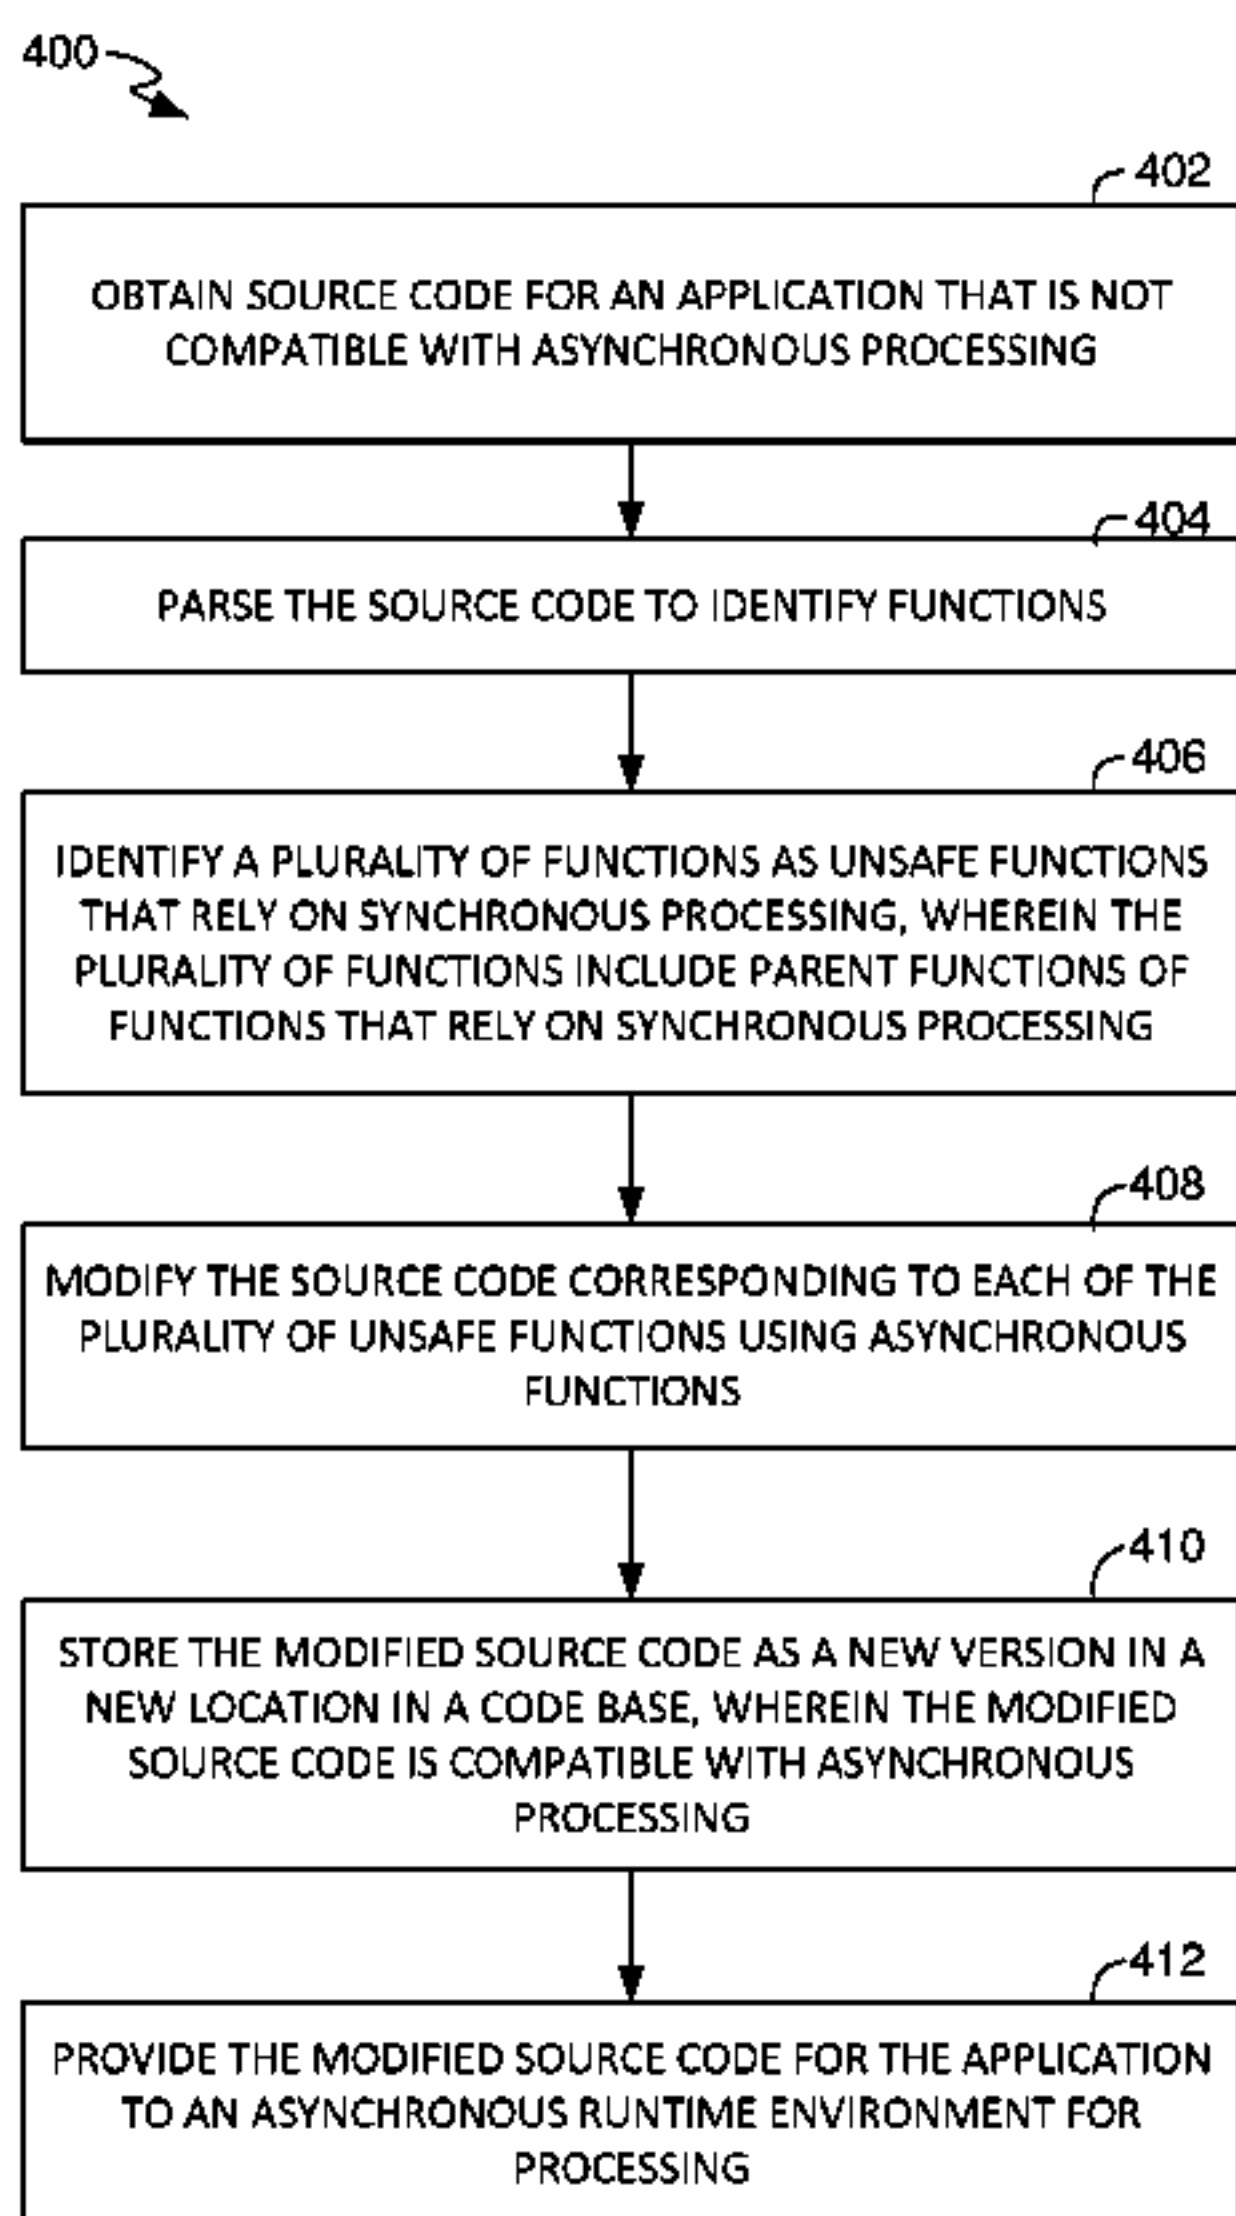 400
402
OBTAIN SOURCE CODE FOR AN APPLICATION THAT IS NOT
COMPATIBLE WITH ASYNCHRONOUS PROCESSING
404
PARSE THE SOURCE CODE TO IDENTIFY FUNCTIONS
406
IDENTIFY A PLURALITY OF FUNCTIONS AS UNSAFE FUNCTIONS
THAT RELY ON SYNCHRONOUS PROCESSING, WHEREIN THE
PLURALITY OF FUNCTIONS INCLUDE PARENT FUNCTIONS OF
FUNCTIONS THAT RELY ON SYNCHRONOUS PROCESSING
408
MODIFY THE SOURCE CODE CORRESPONDING TO EACH OF THE
PLURALITY OF UNSAFE FUNCTIONS USING ASYNCHRONOUS
FUNCTIONS
410
STORE THE MODIFIED SOURCE CODE AS A NEW VERSION IN A
NEW LOCATION IN A CODE BASE, WHEREIN THE MODIFIED
SOURCE CODE IS COMPATIBLE WITH ASYNCHRONOUS
PROCESSING
412
PROVIDE THE MODIFIED SOURCE CODE FOR THE APPLICATION
TO AN ASYNCHRONOUS RUNTIME ENVIRONMENT FOR
PROCESSING